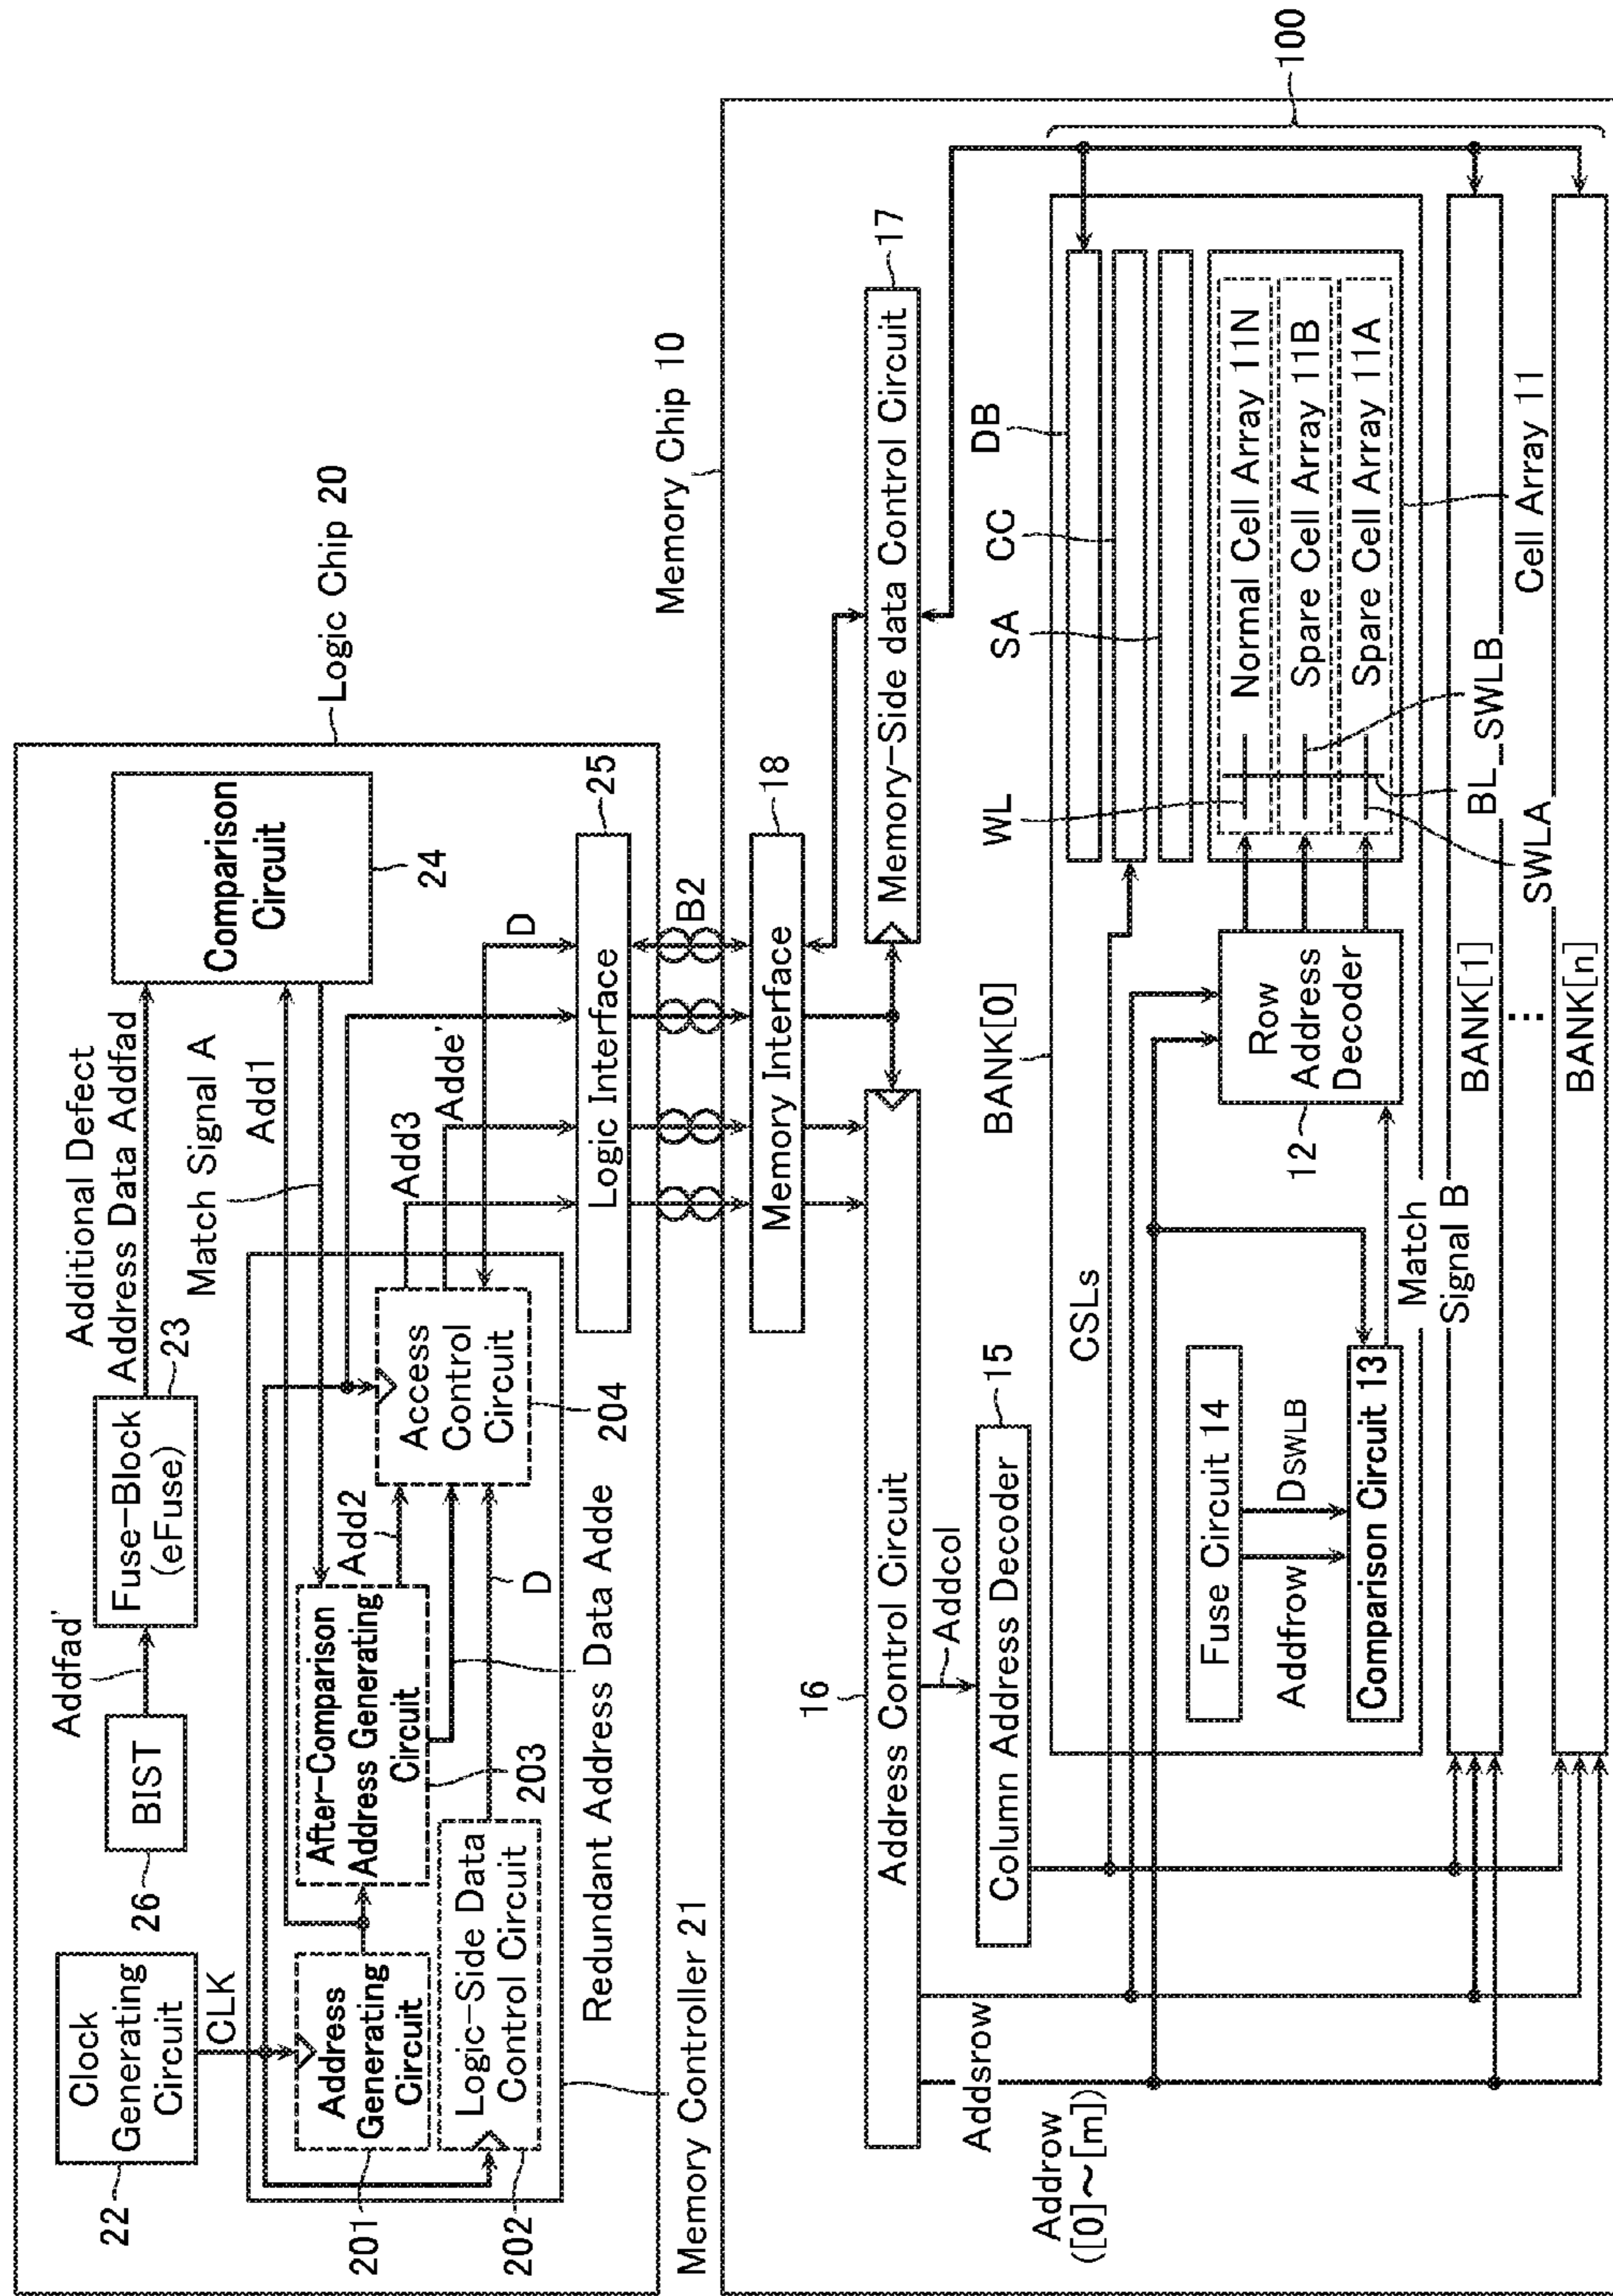 Logic Chip 20
Clock
Generating
Circuit
22
CLK
BIST
26
Addfad'
Fuse-Block
(eFuse)
23
Additional Defect
Address Data Addfad
Match Signal A
Add1
Comparison
Circuit
24
Address
Generating
Circuit
201
Logic-Side Data
Control Circuit
202
After-Comparison
Address Generating
Circuit
203
Add2
D
Redundant Address Data Adde
Access
Control
Circuit
204
Add3
Adde'
D
Logic Interface
25
Memory Controller 21
B2
Memory Chip 10
Memory Interface
18
Address Control Circuit
16
Memory-Side data Control Circuit
17
Addcol
Column Address Decoder
15
Addsrow
Addrow
([0]~[m])
BANK[0]
CSLs
WL
SA
CC
DB
100
Fuse Circuit 14
Addfrow
DSWLB
Comparison Circuit 13
Match
Signal B
Row
Address
Decoder
12
Normal Cell Array 11N
Spare Cell Array 11B
Spare Cell Array 11A
BL
SWLB
SWLA
Cell Array 11
BANK[1]
⋮
BANK[n]